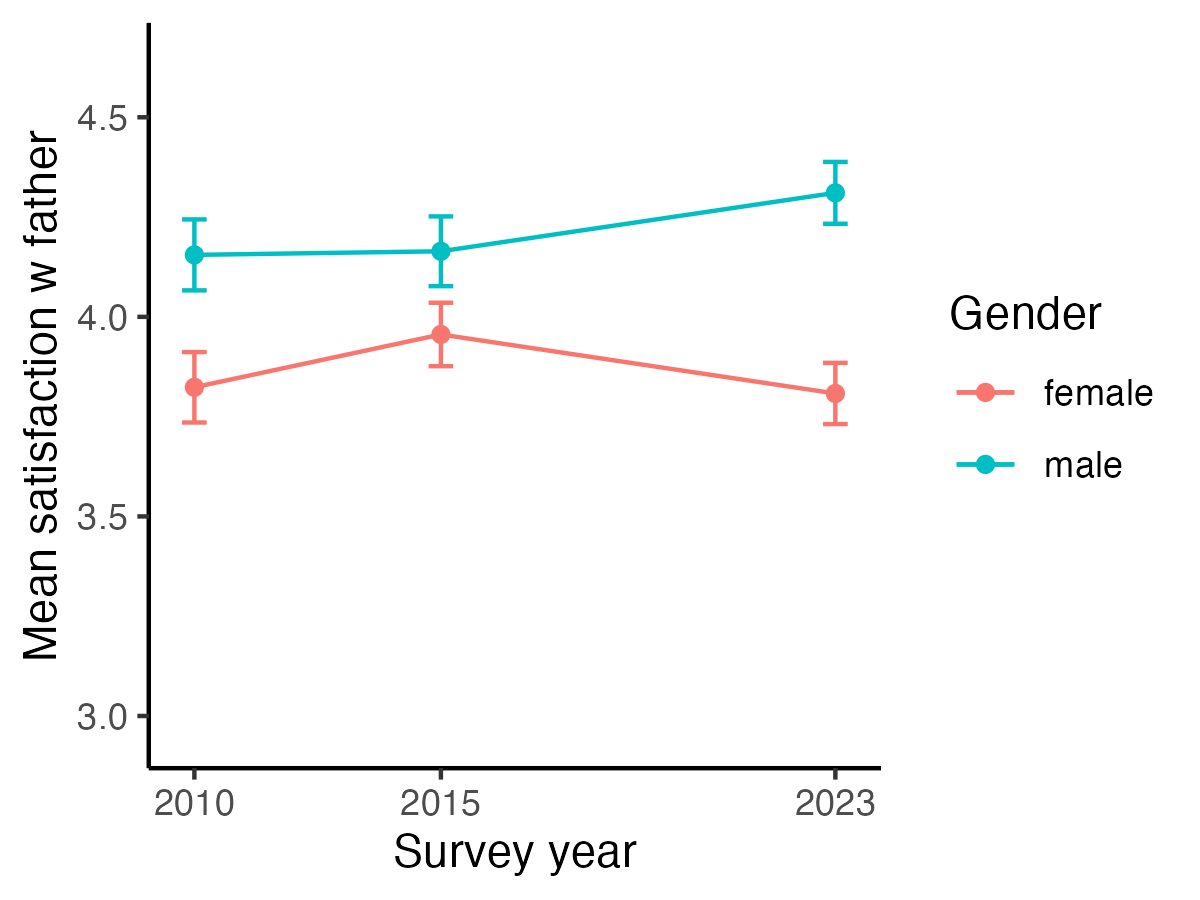 Mean satisfaction w father
4.5
4.0
3.5
3.0
2010 2015 2023
Survey year
Gender
female
male